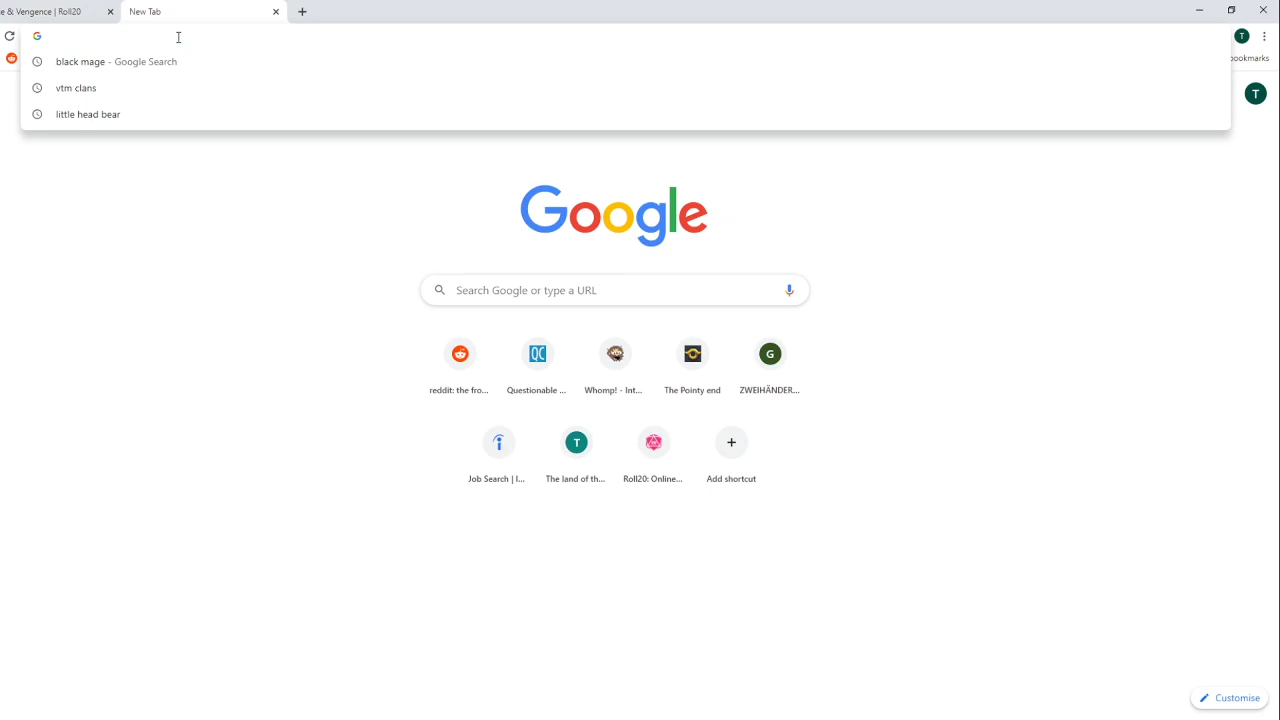 e & Vengence | Roll20
New Tab
black mage - Google Search
vtm clans
little head bear
bookmarks
T
T
Google
Search Google or type a URL
QC
G
reddit: the fro...
Questionable ...
Whomp! - Int...
The Pointy end
ZWEIHÄNDER...
T
Job Search | I...
The land of th...
Roll20: Online...
Add shortcut
Customise